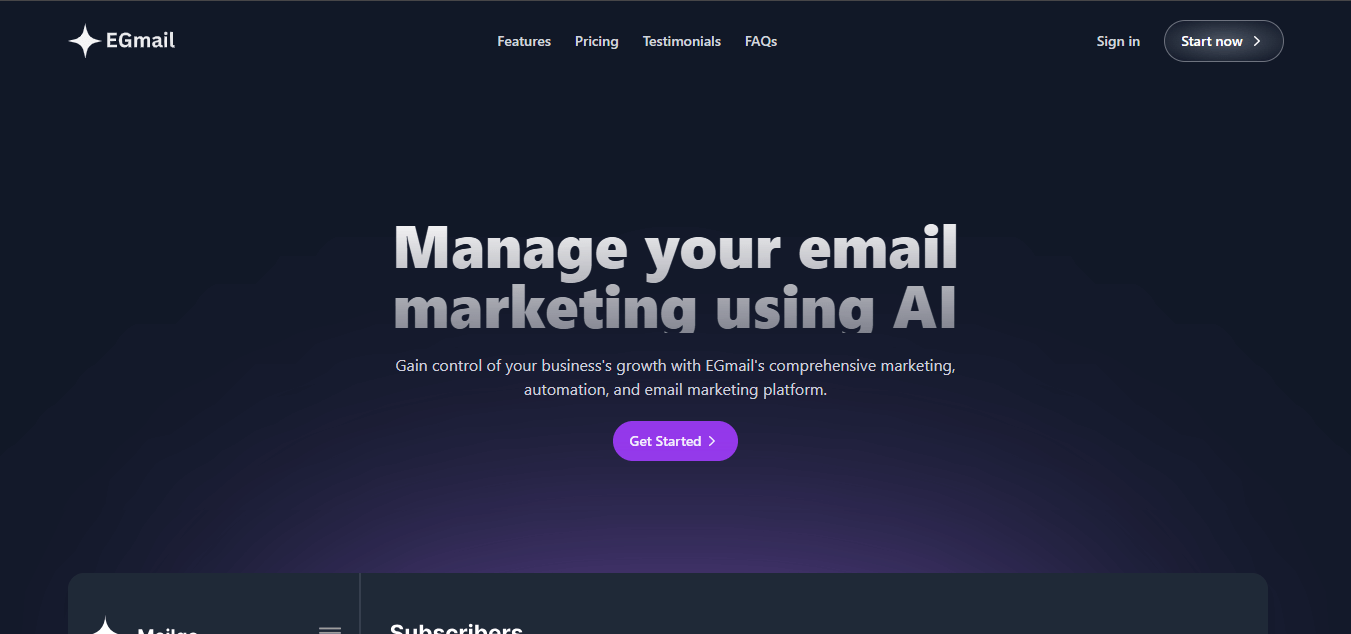 EGmail
Features Pricing Testimonials FAQs
Sign in Start now
Manage your email
marketing using AI
Gain control of your business's growth with EGmail's comprehensive marketing,
automation, and email marketing platform.
Get Started
Mailgo
Subscribers